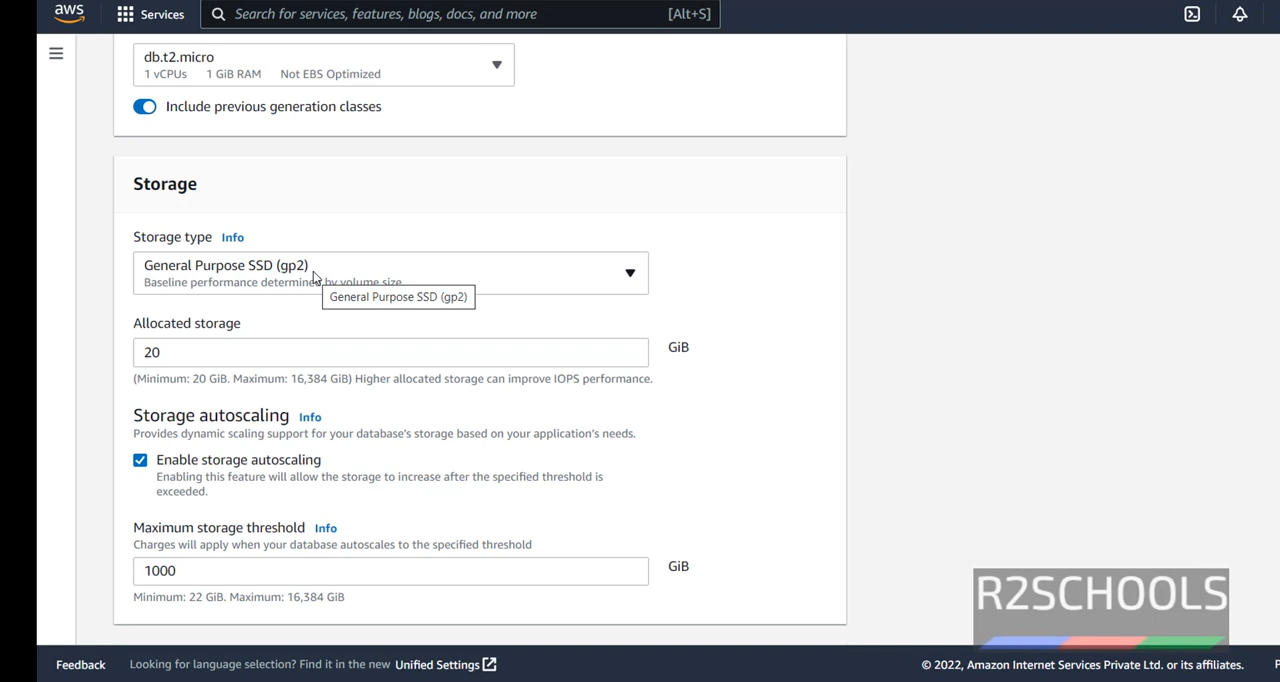 aws
Services
Search for services, features, blogs, docs, and more
[Alt+S]
db.t2.micro
1 vCPUs 1 GiB RAM Not EBS Optimized
Include previous generation classes
Storage
Storage type Info
General Purpose SSD (gp2)
Baseline performance determined by volume size
General Purpose SSD (gp2)
Allocated storage
20
GiB
(Minimum: 20 GiB. Maximum: 16,384 GiB) Higher allocated storage can improve IOPS performance.
Storage autoscaling Info
Provides dynamic scaling support for your database's storage based on your application's needs.
Enable storage autoscaling
Enabling this feature will allow the storage to increase after the specified threshold is
exceeded.
Maximum storage threshold Info
Charges will apply when your database autoscales to the specified threshold
1000
GiB
Minimum: 22 GiB. Maximum: 16,384 GiB
R2SCHOOLS
Feedback
Looking for language selection? Find it in the new Unified Settings
© 2022, Amazon Internet Services Private Ltd. or its affiliates.